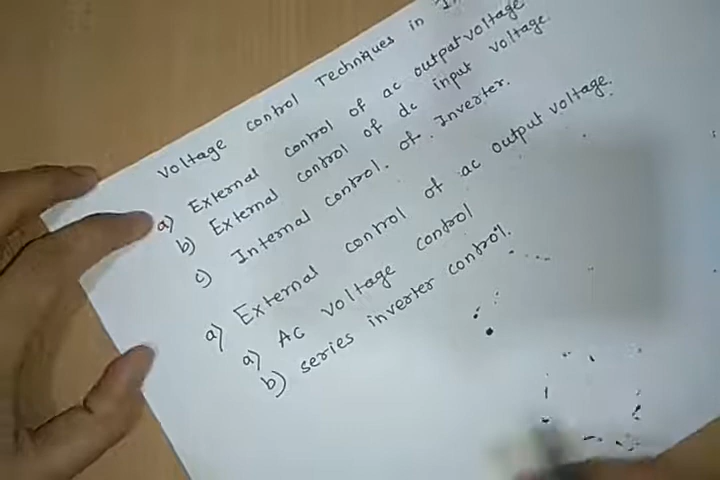 Voltage control Techniques in
a) External control of ac output voltage
b) External control of dc input voltage
c) Internal control of Inverter.
a) External control of ac output voltage.
a) Ac voltage control
b) series inverter control.